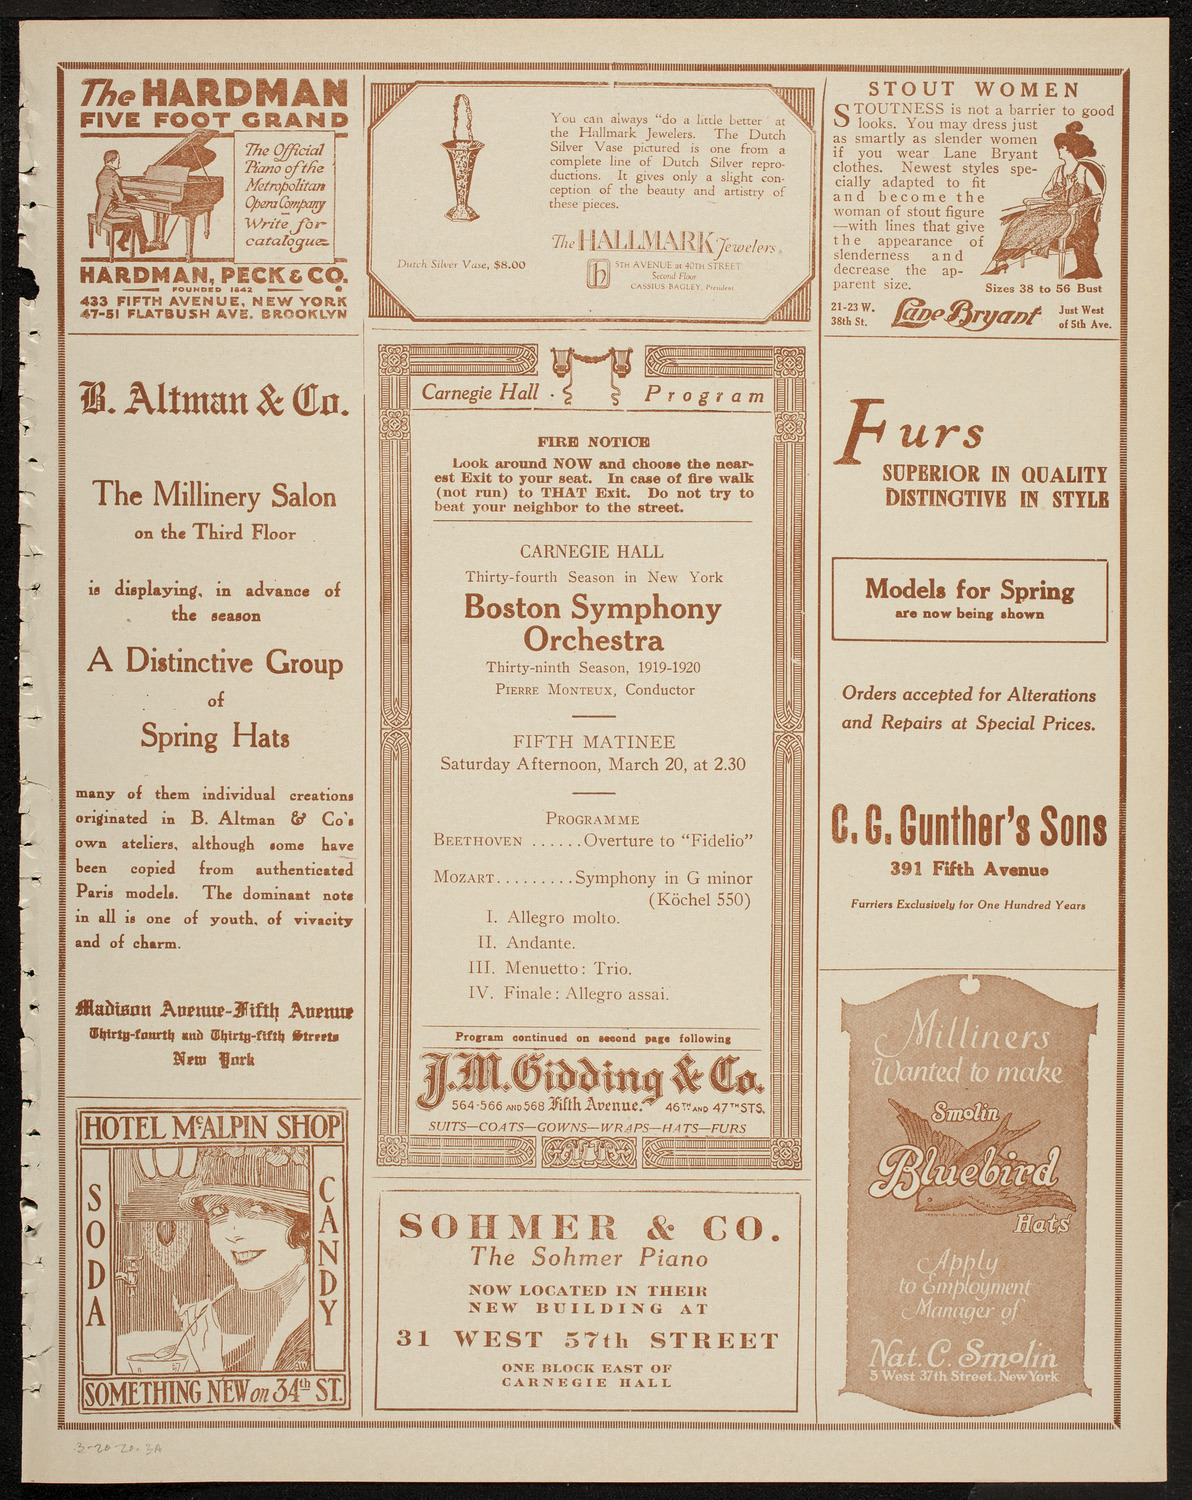 The HARDMAN
FIVE FOOT GRAND
The Official
Piano of the
Metropolitan
Opera Company
Write for
catalogue
HARDMAN, PECK & CO.
FOUNDED 1842
433 FIFTH AVENUE, NEW YORK
47-51 FLATBUSH AVE. BROOKLYN
You can always "do a little better" at
the Hallmark Jewelers. The Dutch
Silver Vase pictured is one from a
complete line of Dutch Silver repro-
ductions. It gives only a slight con-
ception of the beauty and artistry of
these pieces.
The HALLMARK Jewelers.
Dutch Silver Vase, $8.00
h
5TH AVENUE at 40TH STREET
Second Floor
CASSIUS BAGLEY, President
STOUT WOMEN
STOUTNESS is not a barrier to good
looks. You may dress just
as smartly as slender women
if you wear Lane Bryant
clothes. Newest styles spe-
cially adapted to fit
and become the
woman of stout figure
—with lines that give
the appearance of
slenderness and
decrease the ap-
parent size.
Sizes 38 to 56 Bust
21-23 W.
38th St.
Lane Bryant
Just West
of 5th Ave.
B. Altman & Co.
The Millinery Salon
on the Third Floor
is displaying, in advance of
the season
A Distinctive Group
of
Spring Hats
many of them individual creations
originated in B. Altman & Co's
own ateliers, although some have
been copied from authenticated
Paris models. The dominant note
in all is one of youth, of vivacity
and of charm.
Madison Avenue-Fifth Avenue
Thirty-fourth and Thirty-fifth Streets
New York
Carnegie Hall · Program
FIRE NOTICE
Look around NOW and choose the near-
est Exit to your seat. In case of fire walk
(not run) to THAT Exit. Do not try to
beat your neighbor to the street.
CARNEGIE HALL
Thirty-fourth Season in New York
Boston Symphony
Orchestra
Thirty-ninth Season, 1919-1920
PIERRE MONTEUX, Conductor
FIFTH MATINEE
Saturday Afternoon, March 20, at 2.30
PROGRAMME
BEETHOVEN ......Overture to "Fidelio"
MOZART.........Symphony in G minor
(Köchel 550)
I. Allegro molto.
II. Andante.
III. Menuetto: Trio.
IV. Finale: Allegro assai.
Program continued on second page following
J.M. Gidding & Co.
564-566 AND 568 Fifth Avenue. 46TH AND 47TH STS.
SUITS—COATS—GOWNS—WRAPS—HATS—FURS
Furs
SUPERIOR IN QUALITY
DISTINCTIVE IN STYLE
Models for Spring
are now being shown
Orders accepted for Alterations
and Repairs at Special Prices.
C. G. Gunther's Sons
391 Fifth Avenue
Furriers Exclusively for One Hundred Years
HOTEL McALPIN SHOP
SODA
CANDY
SOMETHING NEW on 34th ST.
SOHMER & CO.
The Sohmer Piano
NOW LOCATED IN THEIR
NEW BUILDING AT
31 WEST 57th STREET
ONE BLOCK EAST OF
CARNEGIE HALL
Milliners
Wanted to make
Smolin
Bluebird
Hats
Apply
to Employment
Manager of
Nat. C. Smolin
5 West 37th Street, New York
3-20-20-3A